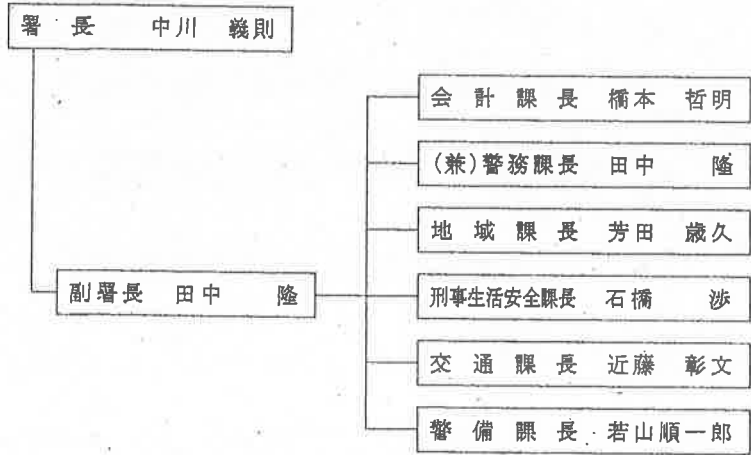 署長 中川 義則
会計課長 橋本 哲明
(兼)警務課長 田中 隆
地域課長 芳田 歳久
副署長 田中 隆
刑事生活安全課長 石橋 渉
交通課長 近藤 彰文
警備課長 若山順一郎